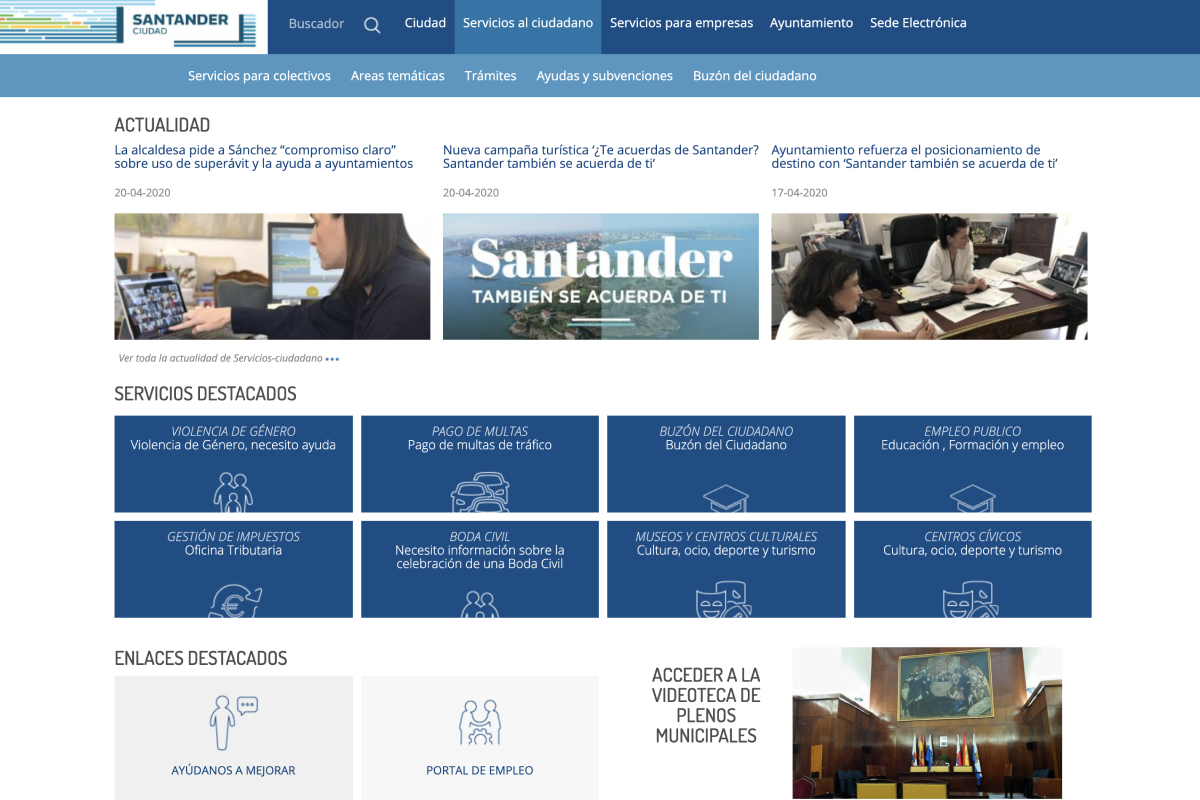 SANTANDER
CIUDAD
Buscador
Ciudad
Servicios al ciudadano
Servicios para empresas
Ayuntamiento
Sede Electrónica
Servicios para colectivos
Areas temáticas
Trámites
Ayudas y subvenciones
Buzón del ciudadano
ACTUALIDAD
La alcaldesa pide a Sánchez “compromiso claro”
sobre uso de superávit y la ayuda a ayuntamientos
20-04-2020
Nueva campaña turística ‘¿Te acuerdas de Santander?
Santander también se acuerda de ti’
20-04-2020
Ayuntamiento refuerza el posicionamiento de
destino con ‘Santander también se acuerda de ti’
17-04-2020
Santander
TAMBIÉN SE ACUERDA DE TI
Ver toda la actualidad de Servicios-ciudadano •••
SERVICIOS DESTACADOS
VIOLENCIA DE GÉNERO
Violencia de Género, necesito ayuda
PAGO DE MULTAS
Pago de multas de tráfico
BUZÓN DEL CIUDADANO
Buzón del Ciudadano
EMPLEO PUBLICO
Educación , Formación y empleo
GESTIÓN DE IMPUESTOS
Oficina Tributaria
BODA CIVIL
Necesito información sobre la
celebración de una Boda Civil
MUSEOS Y CENTROS CULTURALES
Cultura, ocio, deporte y turismo
CENTROS CÍVICOS
Cultura, ocio, deporte y turismo
ENLACES DESTACADOS
AYÚDANOS A MEJORAR
PORTAL DE EMPLEO
ACCEDER A LA
VIDEOTECA DE
PLENOS
MUNICIPALES